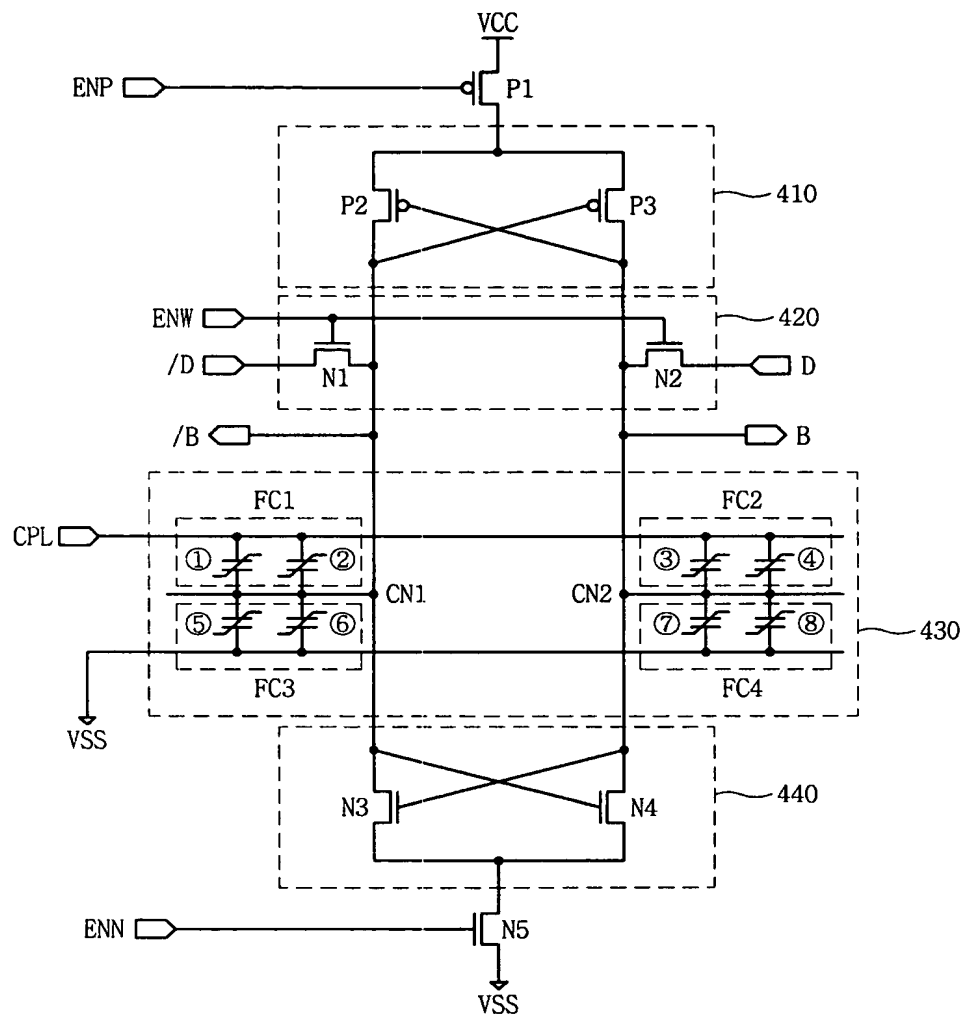 VCC
ENP P1
P2 P3 410
ENW 420
/D N1 N2 D
/B B
FC1 FC2
CPL ① ② ③ ④
CN1 CN2
⑤ ⑥ ⑦ ⑧ 430
FC3 FC4
VSS
N3 N4 440
ENN N5
VSS